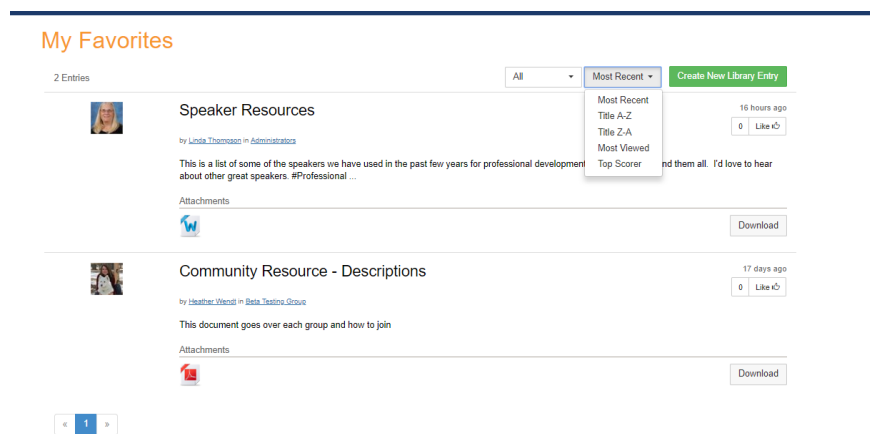 My Favorites
2 Entries
All
Most Recent
Create New Library Entry
Most Recent
Title A-Z
Title Z-A
Most Viewed
Top Scorer
Speaker Resources
16 hours ago
0 Like
by Linda Thompson in Administrators
This is a list of some of the speakers we have used in the past few years for professional development nd them all. I'd love to hear
about other great speakers. #Professional ...
Attachments
W
Download
Community Resource - Descriptions
17 days ago
0 Like
by Heather Wendt in Beta Testing Group
This document goes over each group and how to join
Attachments
Download
« 1 »